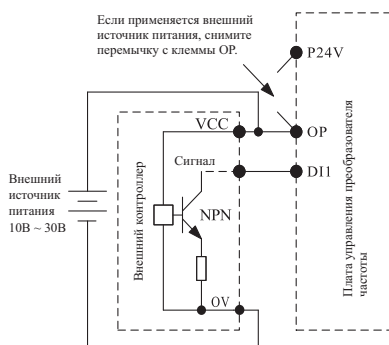 Если применяется внешний
источник питания, снимите
перемычку с клеммы OP.
P24V
VCC
OP
Сигнал
DI1
Внешний
источник
питания
10В ~ 30В
Внешний контроллер
NPN
Плата управления преобразователя
частоты
OV